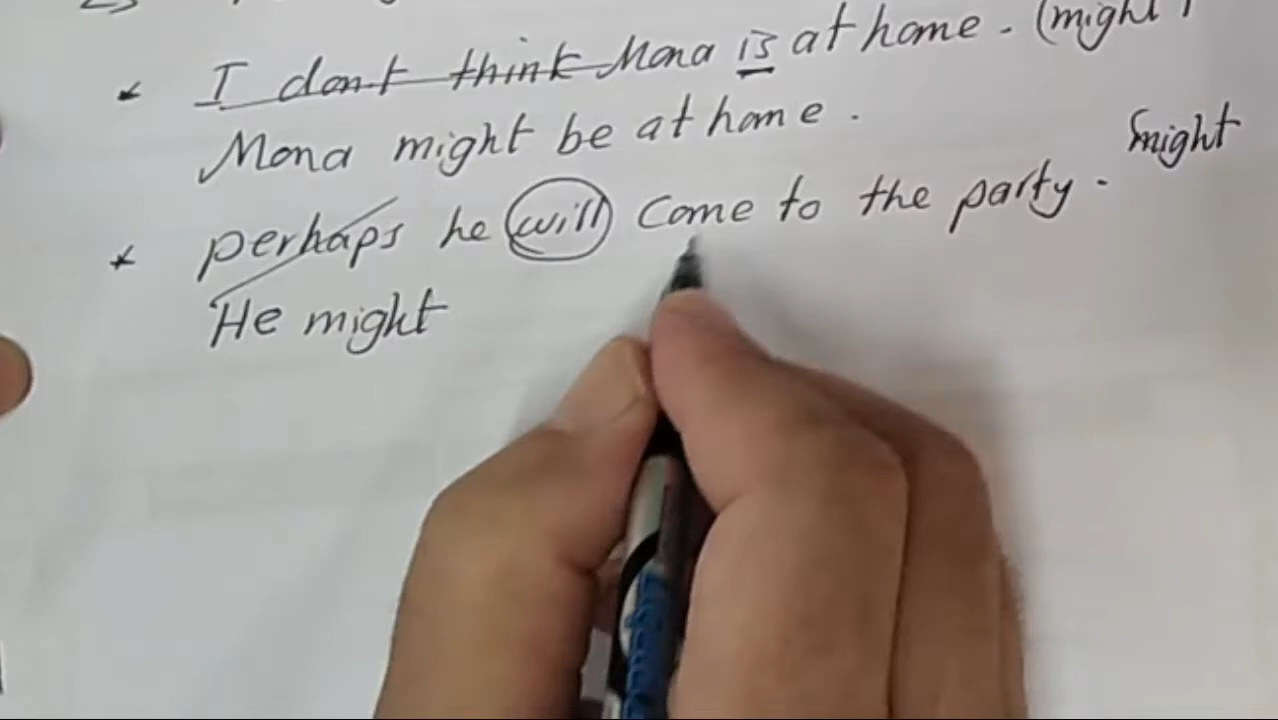 * I don't think Mona is at home. (might)
Mona might be at home.
* perhaps he will come to the party. might
He might